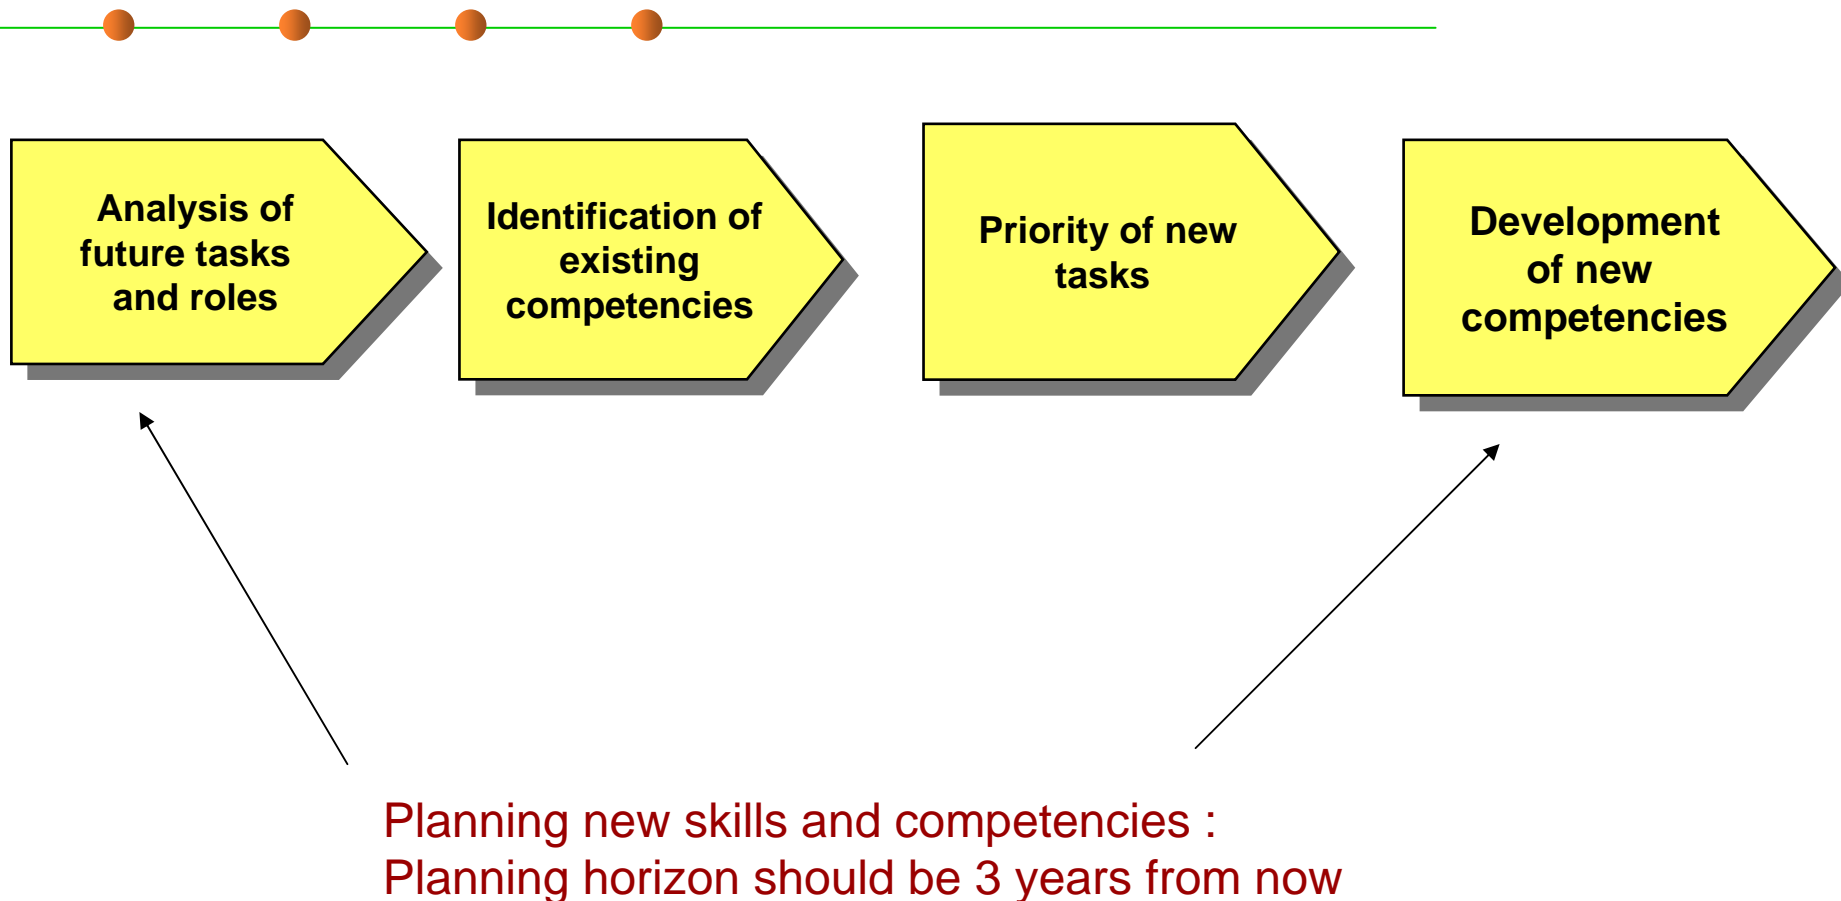 Analysis of
future tasks
and roles
Identification of
existing
competencies
Priority of new
tasks
Development
of new
competencies
Planning new skills and competencies :
Planning horizon should be 3 years from now